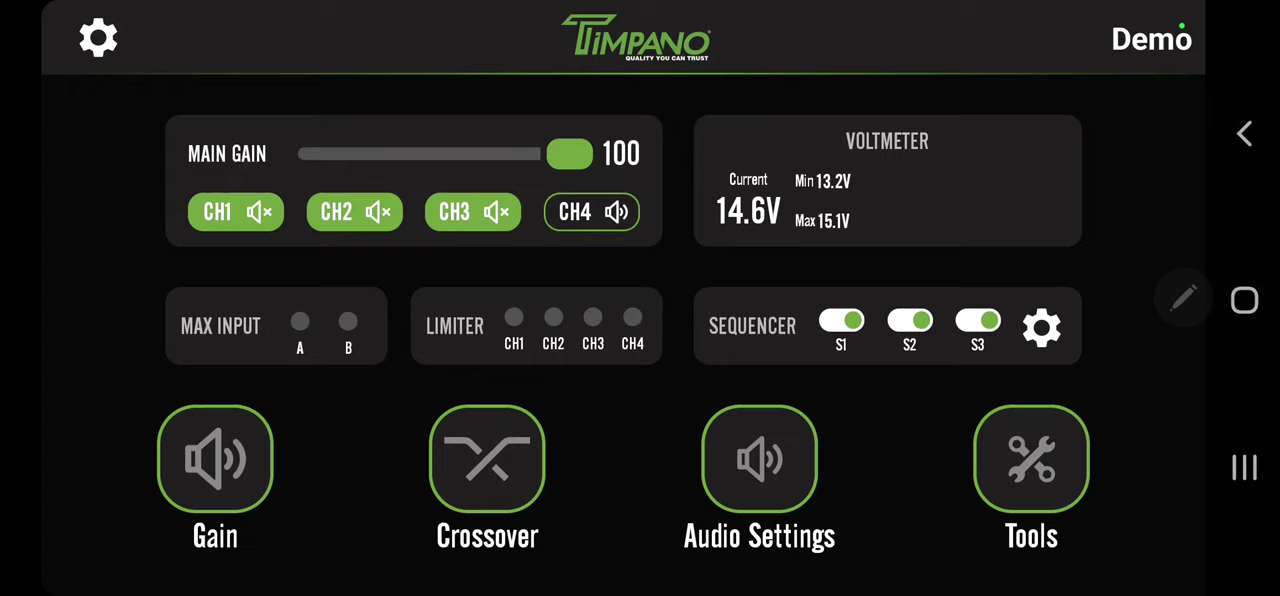 TIMPANO
QUALITY YOU CAN TRUST
Demo
MAIN GAIN 100
CH1 CH2 CH3 CH4
VOLTMETER
Current
14.6V
Min 13.2V
Max 15.1V
MAX INPUT
A B
LIMITER
CH1 CH2 CH3 CH4
SEQUENCER
S1 S2 S3
Gain Crossover Audio Settings Tools